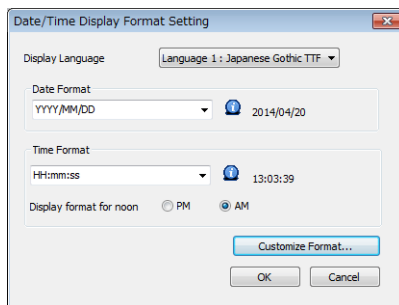 Date/Time Display Format Setting
Display Language
Language 1 : Japanese Gothic TTF
Date Format
YYYY/MM/DD
2014/04/20
Time Format
HH:mm:ss
13:03:39
Display format for noon
PM
AM
Customize Format...
OK
Cancel